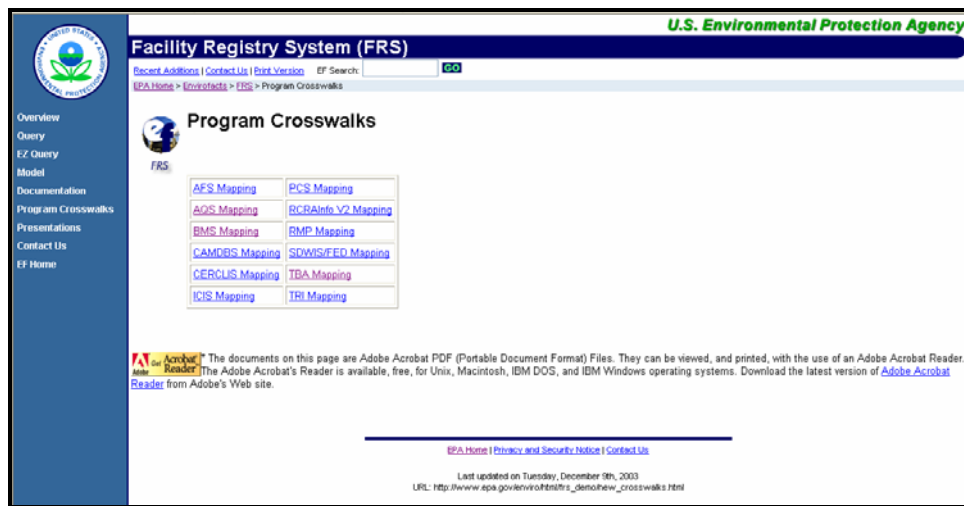 UNITED STATES
U.S. Environmental Protection Agency
Facility Registry System (FRS)
Recent Additions | Contact Us | Print Version EF Search: GO
EPA Home > Envirofacts > FRS > Program Crosswalks
Overview
Query
EZ Query
Model
Documentation
Program Crosswalks
Presentations
Contact Us
EF Home
ef
FRS
Program Crosswalks
AFS Mapping PCS Mapping
AQS Mapping RCRAInfo V2 Mapping
BMS Mapping RMP Mapping
CAMDBS Mapping SDWIS/FED Mapping
CERCLIS Mapping TBA Mapping
ICIS Mapping TRI Mapping
Adobe Get Acrobat Reader
* The documents on this page are Adobe Acrobat PDF (Portable Document Format) Files. They can be viewed, and printed, with the use of an Adobe Acrobat Reader.
The Adobe Acrobat's Reader is available, free, for Unix, Macintosh, IBM DOS, and IBM Windows operating systems. Download the latest version of Adobe Acrobat
Reader from Adobe's Web site.
EPA Home | Privacy and Security Notice | Contact Us
Last updated on Tuesday, December 9th, 2003
URL: http://www.epa.gov/enviro/html/frs_demo/new_crosswalks.html